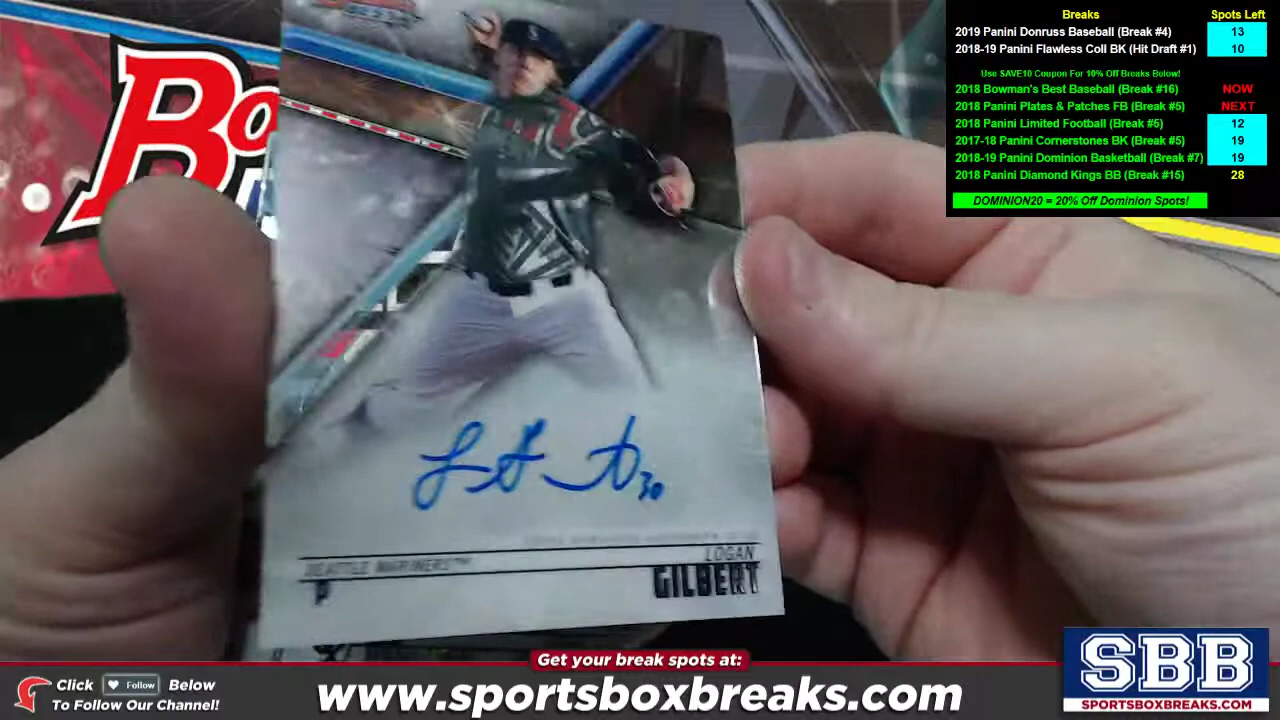 Breaks Spots Left
2019 Panini Donruss Baseball (Break #4) 13
2018-19 Panini Flawless Coll BK (Hit Draft #1) 10
Use SAVE10 Coupon For 10% Off Breaks Below!
2018 Bowman's Best Baseball (Break #16) NOW
2018 Panini Plates & Patches FB (Break #5) NEXT
2018 Panini Limited Football (Break #5) 12
2017-18 Panini Cornerstones BK (Break #5) 19
2018-19 Panini Dominion Basketball (Break #7) 19
2018 Panini Diamond Kings BB (Break #15) 28
DOMINION20 = 20% Off Dominion Spots!
Bo
30
SEATTLE MARINERS™
P
LOGAN
GILBERT
Get your break spots at:
Click Follow Below
To Follow Our Channel!
www.sportsboxbreaks.com
SBB
SPORTSBOXBREAKS.COM